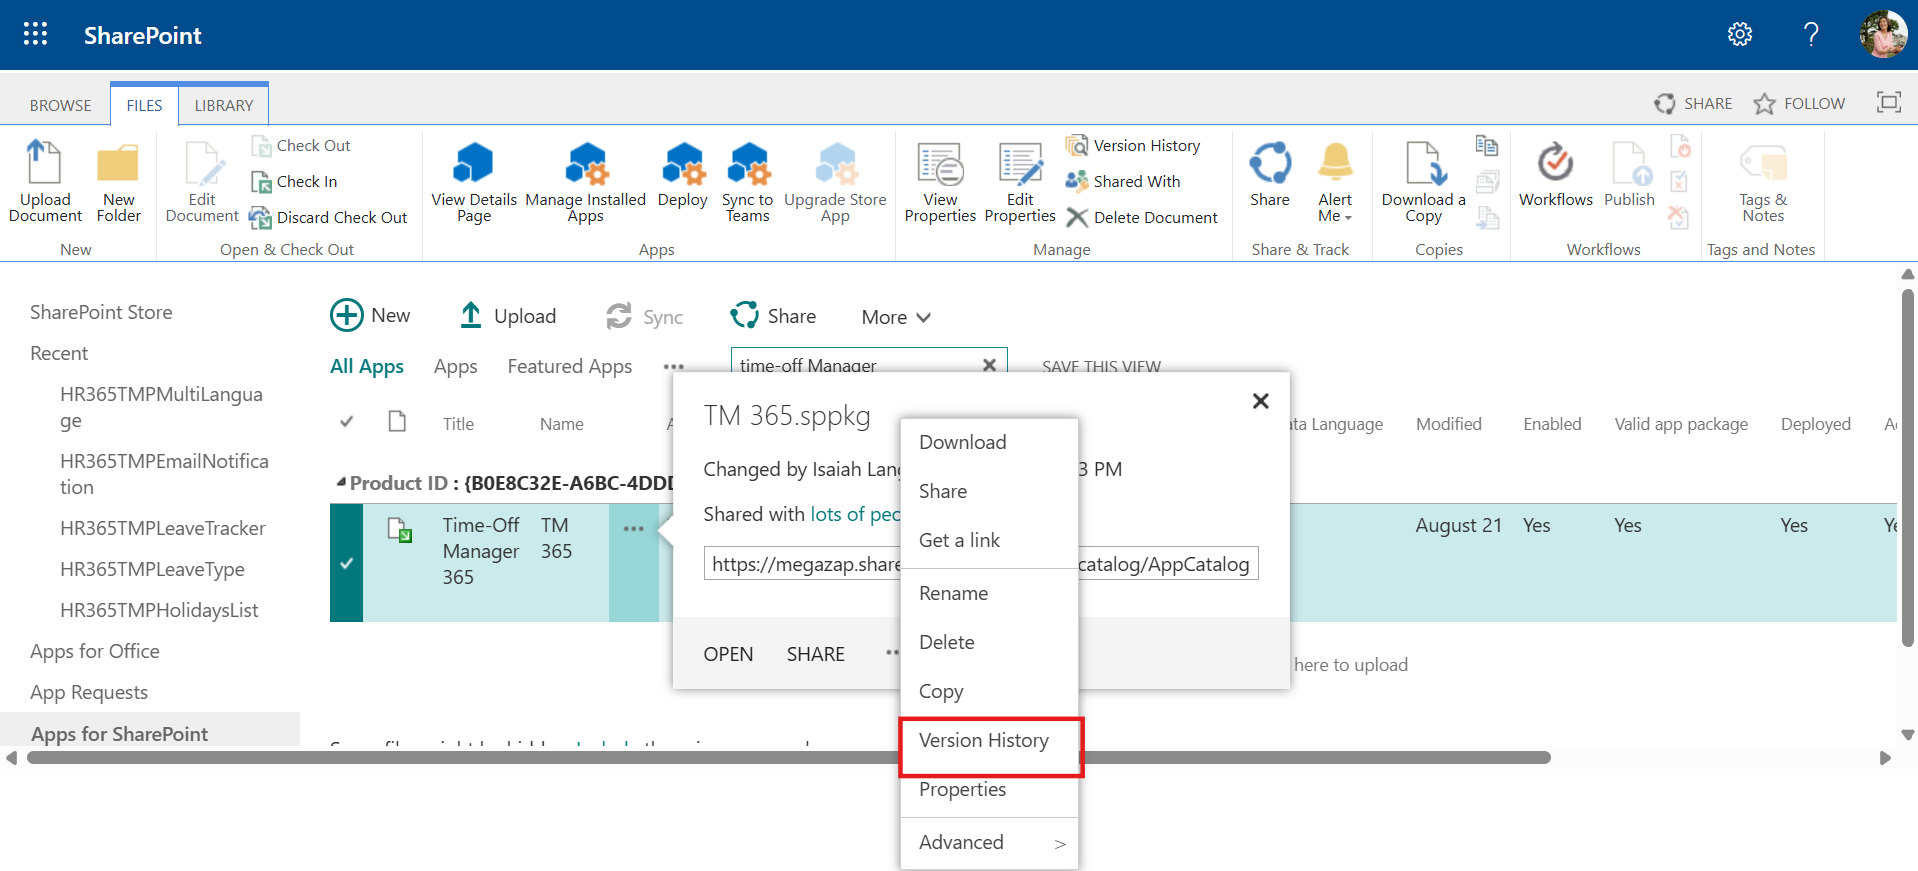 SharePoint
BROWSE
FILES
LIBRARY
SHARE
FOLLOW
Upload
Document
New
Folder
New
Edit
Document
Check Out
Check In
Discard Check Out
Open & Check Out
View Details
Page
Manage Installed
Apps
Deploy
Sync to
Teams
Upgrade Store
App
Apps
View
Properties
Edit
Properties
Version History
Shared With
Delete Document
Manage
Share
Alert
Me
Share & Track
Download a
Copy
Copies
Workflows
Publish
Workflows
Tags &
Notes
Tags and Notes
SharePoint Store
Recent
HR365TMPMultiLangua
ge
HR365TMPEmailNotifica
tion
HR365TMPLeaveTracker
HR365TMPLeaveType
HR365TMPHolidaysList
Apps for Office
App Requests
Apps for SharePoint
New
Upload
Sync
Share
More
All Apps
Apps
Featured Apps
...
time-off Manager
SAVE THIS VIEW
Title
Name
ata Language
Modified
Enabled
Valid app package
Deployed
Product ID : {B0E8C32E-A6BC-4DDD
Time-Off
Manager
365
TM
365
...
August 21
Yes
Yes
Yes
Ye
TM 365.sppkg
Changed by Isaiah Lang
3 PM
Shared with lots of peo
https://megazap.share
catalog/AppCatalog
OPEN
SHARE
here to upload
Download
Share
Get a link
Rename
Delete
Copy
Version History
Properties
Advanced >